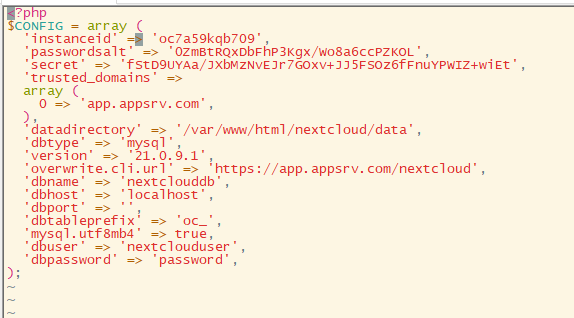 <?php
$CONFIG = array (
  'instanceid' => 'oc7a59kqb709',
  'passwordsalt' => '0ZmBtRQxDbFhP3Kgx/Wo8a6ccPZKOL',
  'secret' => 'fStD9UYAa/JXbMzNvEJr7GOxv+JJ5FSOz6fFnuYPWIZ+wiEt',
  'trusted_domains' =>
  array (
    0 => 'app.appsrv.com',
  ),
  'datadirectory' => '/var/www/html/nextcloud/data',
  'dbtype' => 'mysql',
  'version' => '21.0.9.1',
  'overwrite.cli.url' => 'https://app.appsrv.com/nextcloud',
  'dbname' => 'nextclouddb',
  'dbhost' => 'localhost',
  'dbport' => '',
  'dbtableprefix' => 'oc_',
  'mysql.utf8mb4' => true,
  'dbuser' => 'nextclouduser',
  'dbpassword' => 'password',
);
~
~
~